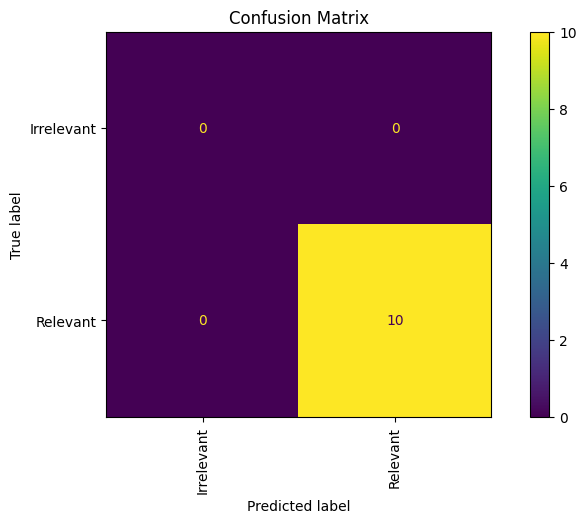 Confusion Matrix
True label
Irrelevant
Relevant
0
0
0
10
Irrelevant
Relevant
Predicted label
10
8
6
4
2
0